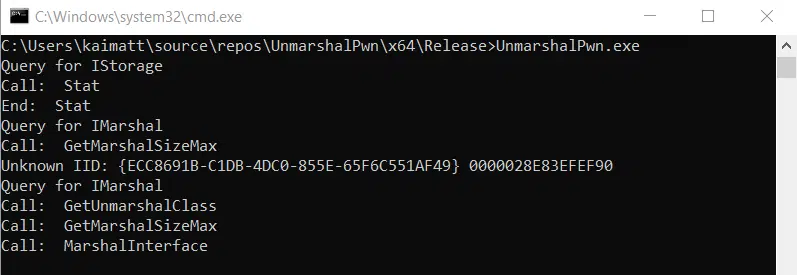 C:\Windows\system32\cmd.exe
C:\Users\kaimatt\source\repos\UnmarshalPwn\x64\Release>UnmarshalPwn.exe
Query for IStorage
Call:  Stat
End:  Stat
Query for IMarshal
Call:  GetMarshalSizeMax
Unknown IID: {ECC8691B-C1DB-4DC0-855E-65F6C551AF49} 0000028E83EFEF90
Query for IMarshal
Call:  GetUnmarshalClass
Call:  GetMarshalSizeMax
Call:  MarshalInterface